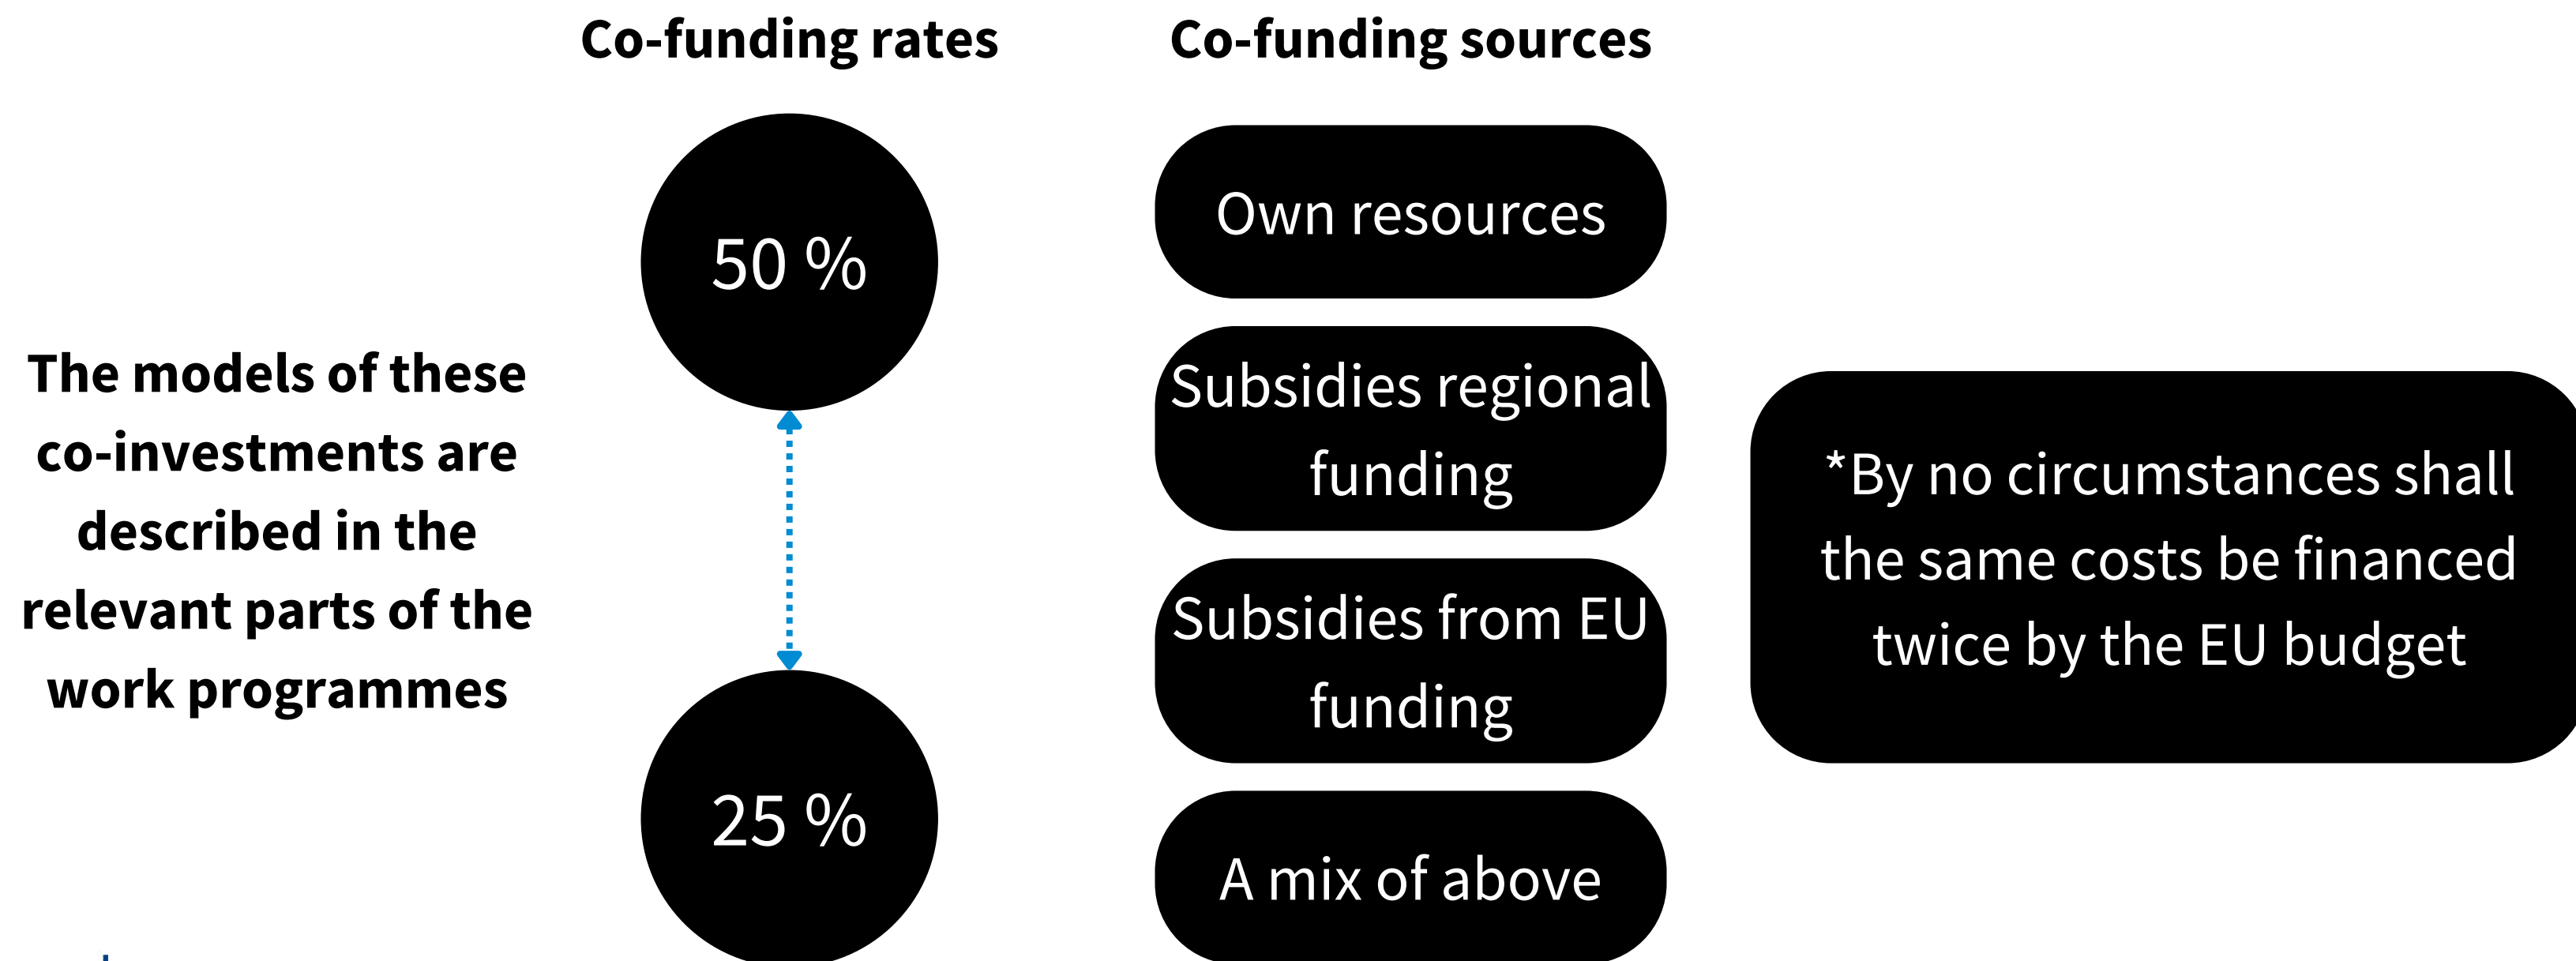 Co-funding rates
Co-funding sources
The models of these
co-investments are
described in the
relevant parts of the
work programmes
50 %
25 %
Own resources
Subsidies regional
funding
Subsidies from EU
funding
A mix of above
*By no circumstances shall
the same costs be financed
twice by the EU budget